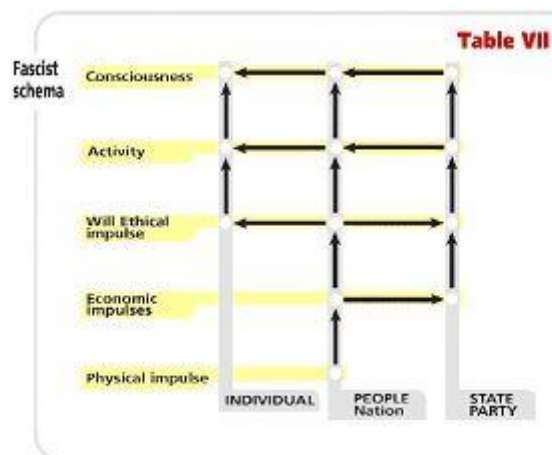 Table VII
Fascist
schema
Consciousness
Activity
Will Ethical
impulse
Economic
impulses
Physical impulse
INDIVIDUAL
PEOPLE
Nation
STATE
PARTY